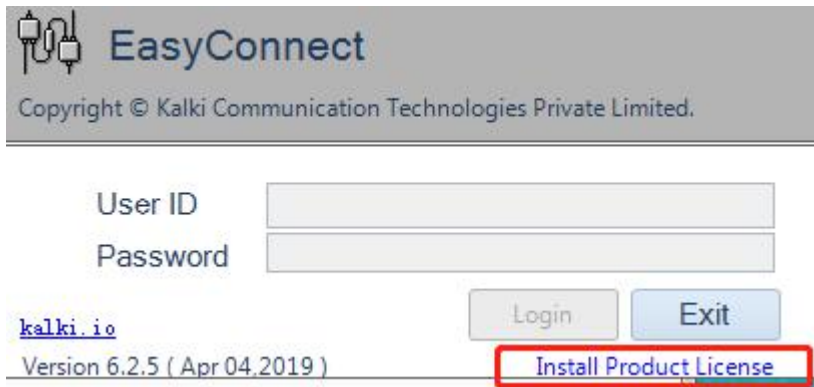 EasyConnect
Copyright © Kalki Communication Technologies Private Limited.
User ID
Password
Login
Exit
kalki.io
Version 6.2.5 ( Apr 04,2019 )
Install Product License